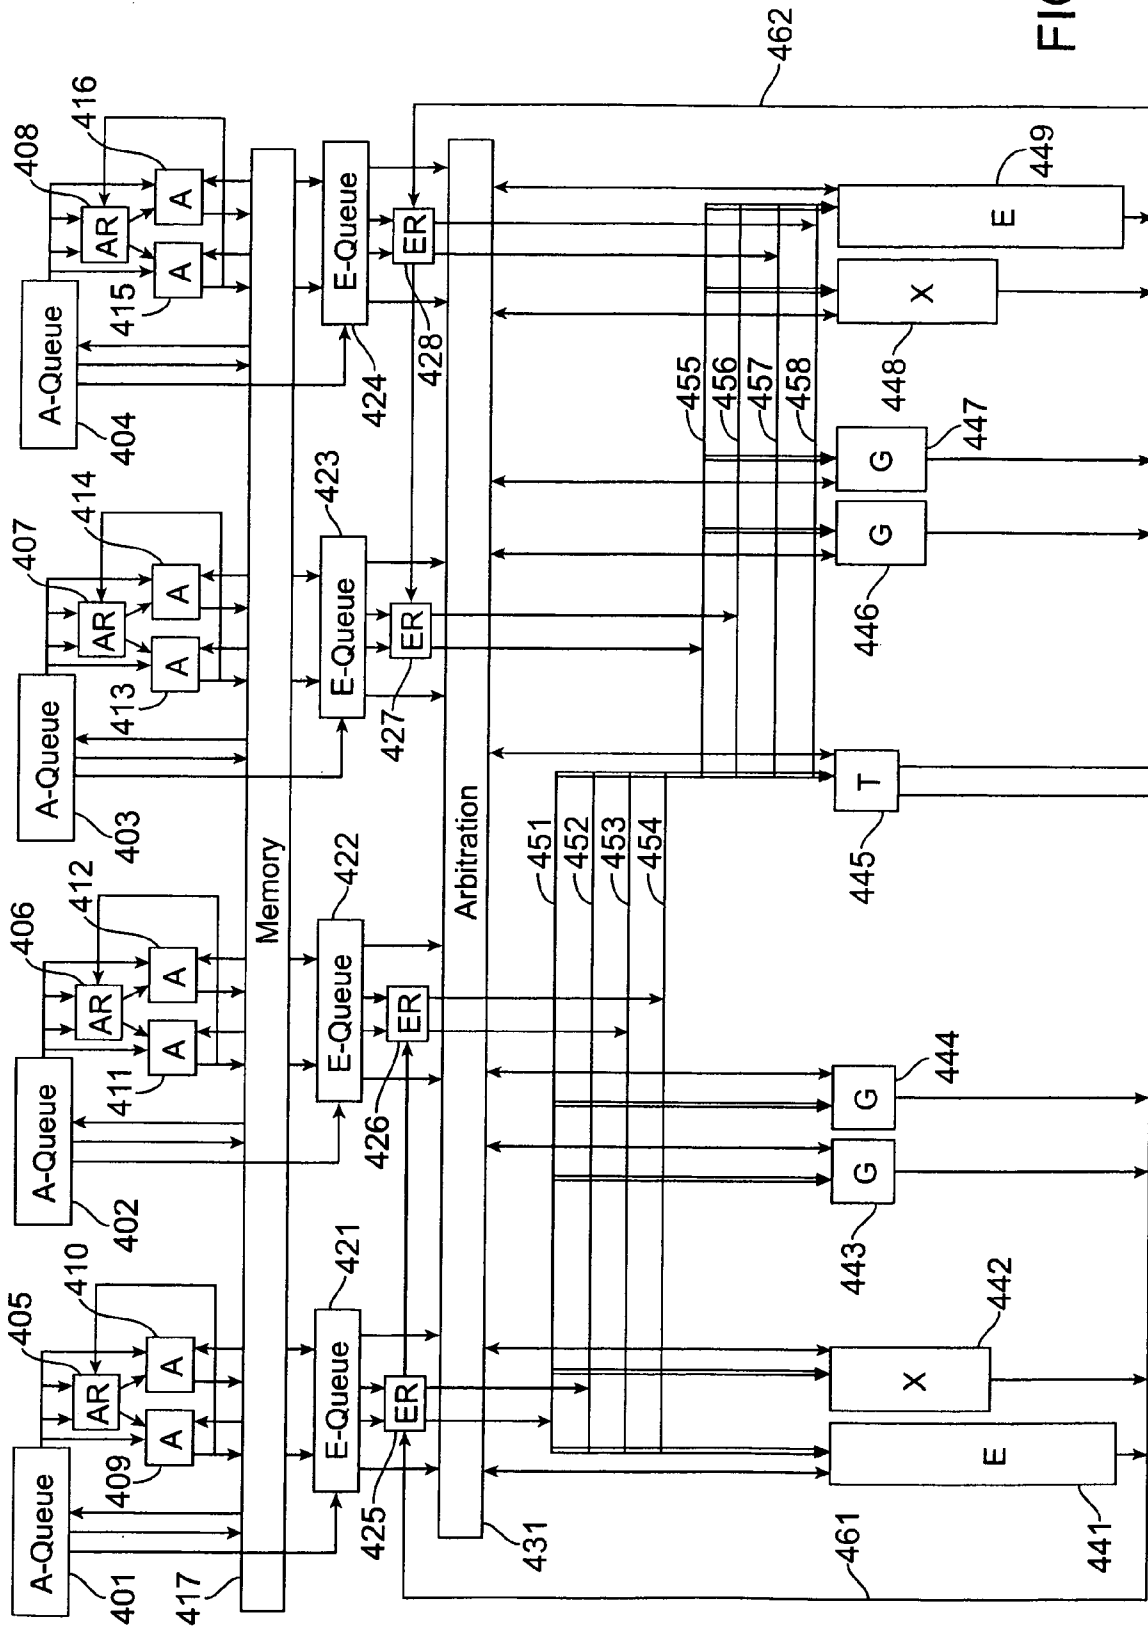 A-Queue
401
405
AR
410
409
A
A
A-Queue
402
406
AR
412
411
A
A
A-Queue
403
407
AR
414
413
A
A
A-Queue
404
408
AR
416
415
A
A
417
Memory
E-Queue
421
E-Queue
422
E-Queue
423
E-Queue
424
ER
425
ER
426
ER
427
ER
428
431
Arbitration
451
452
453
454
455
456
457
458
461
E
441
X
442
G
443
G
444
T
445
G
446
G
447
X
448
E
449
462